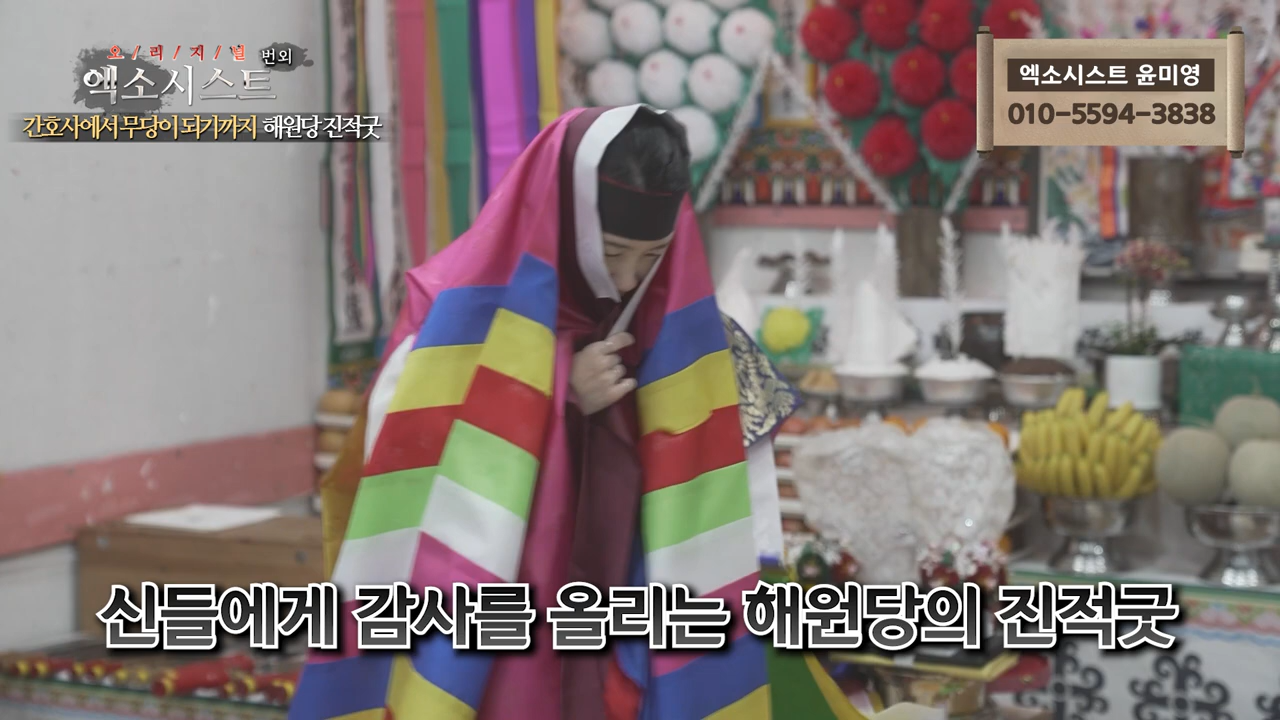 오/리/지/널 번외
엑소시스트
간호사에서 무당이 되기까지 해원당 진적굿
엑소시스트 윤미영
010-5594-3838
신들에게 감사를 올리는 해원당의 진적굿